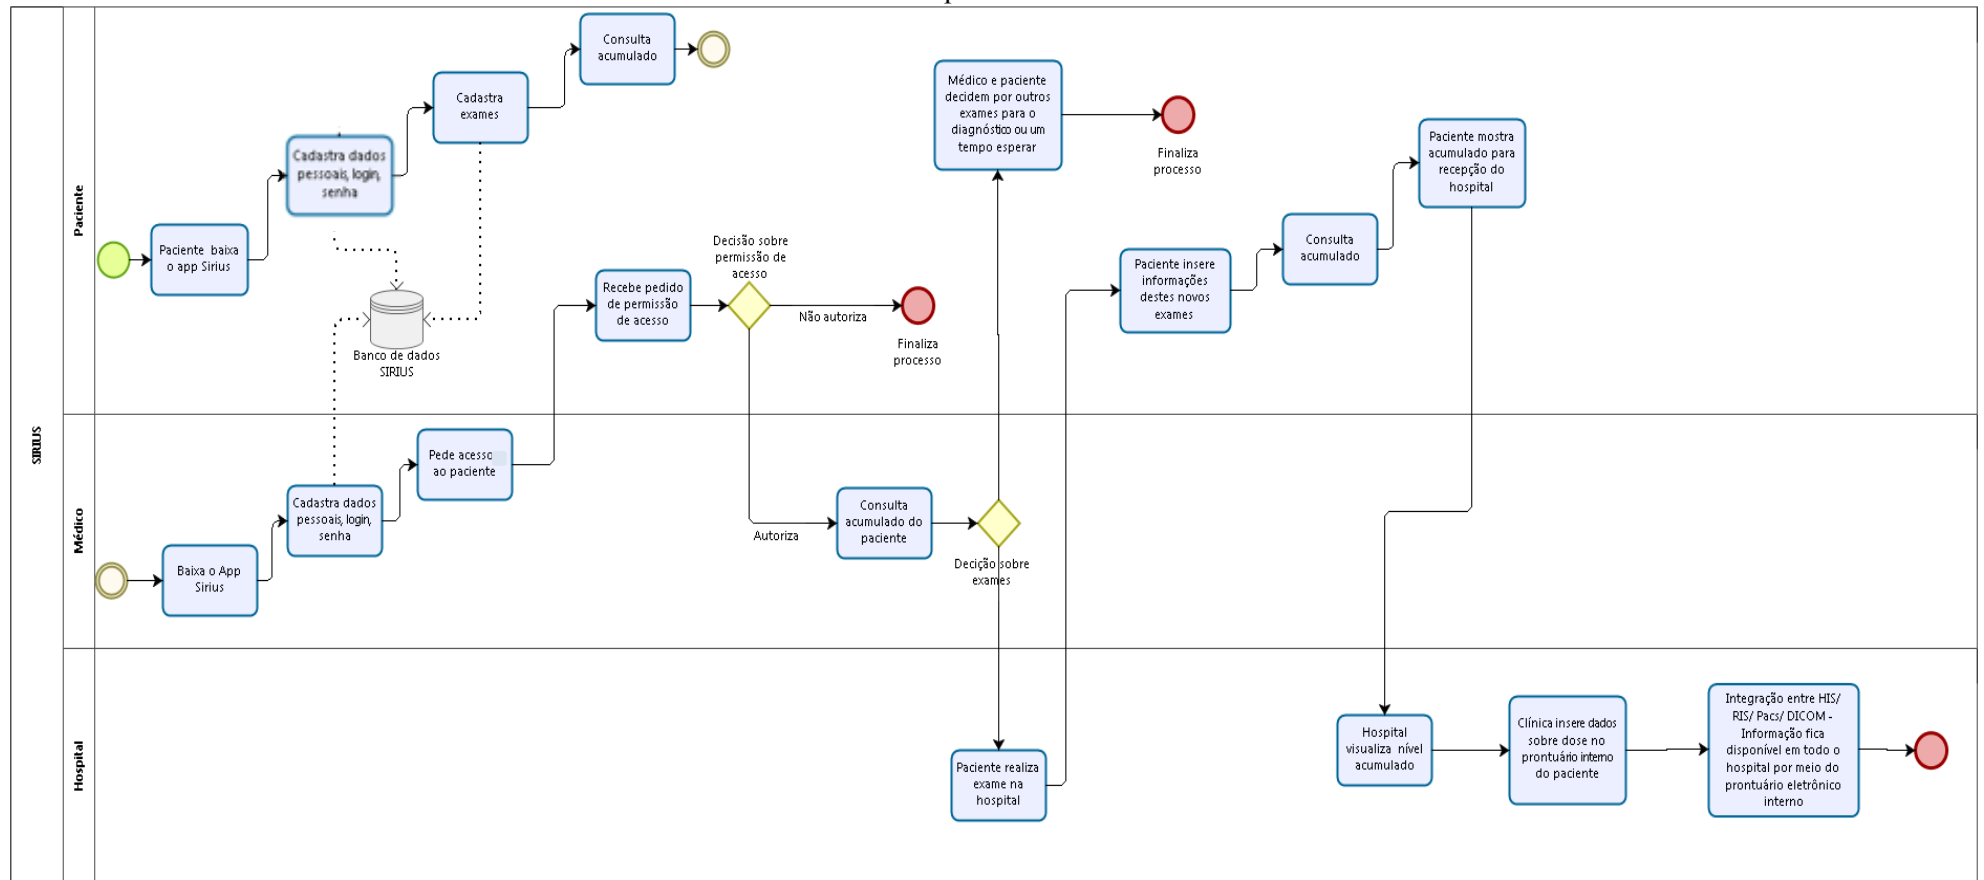 SIRIUS
Paciente
Paciente baixa
o app Sirius
Cadastra dados
pessoais, login,
senha
Cadastra
exames
Consulta
acumulado
Banco de dados
SIRIUS
Recebe pedido
de permissão
de acesso
Decisão sobre
permissão de
acesso
Não autoriza
Finaliza
processo
Médico e paciente
decidem por outros
exames para o
diagnóstico ou um
tempo esperar
Finaliza
processo
Paciente insere
informações
destes novos
exames
Consulta
acumulado
Paciente mostra
acumulado para
recepção do
hospital
Médico
Baixa o App
Sirius
Cadastra dados
pessoais, login,
senha
Pede acesso
ao paciente
Autoriza
Consulta
acumulado do
paciente
Decição sobre
exames
Hospital
Paciente realiza
exame na
hospital
Hospital
visualiza nível
acumulado
Clínica insere dados
sobre dose no
prontuário interno
do paciente
Integração entre HIS/
RIS/ Pacs/ DICOM -
Informação fica
disponível em todo o
hospital por meio do
prontuário eletrônico
interno